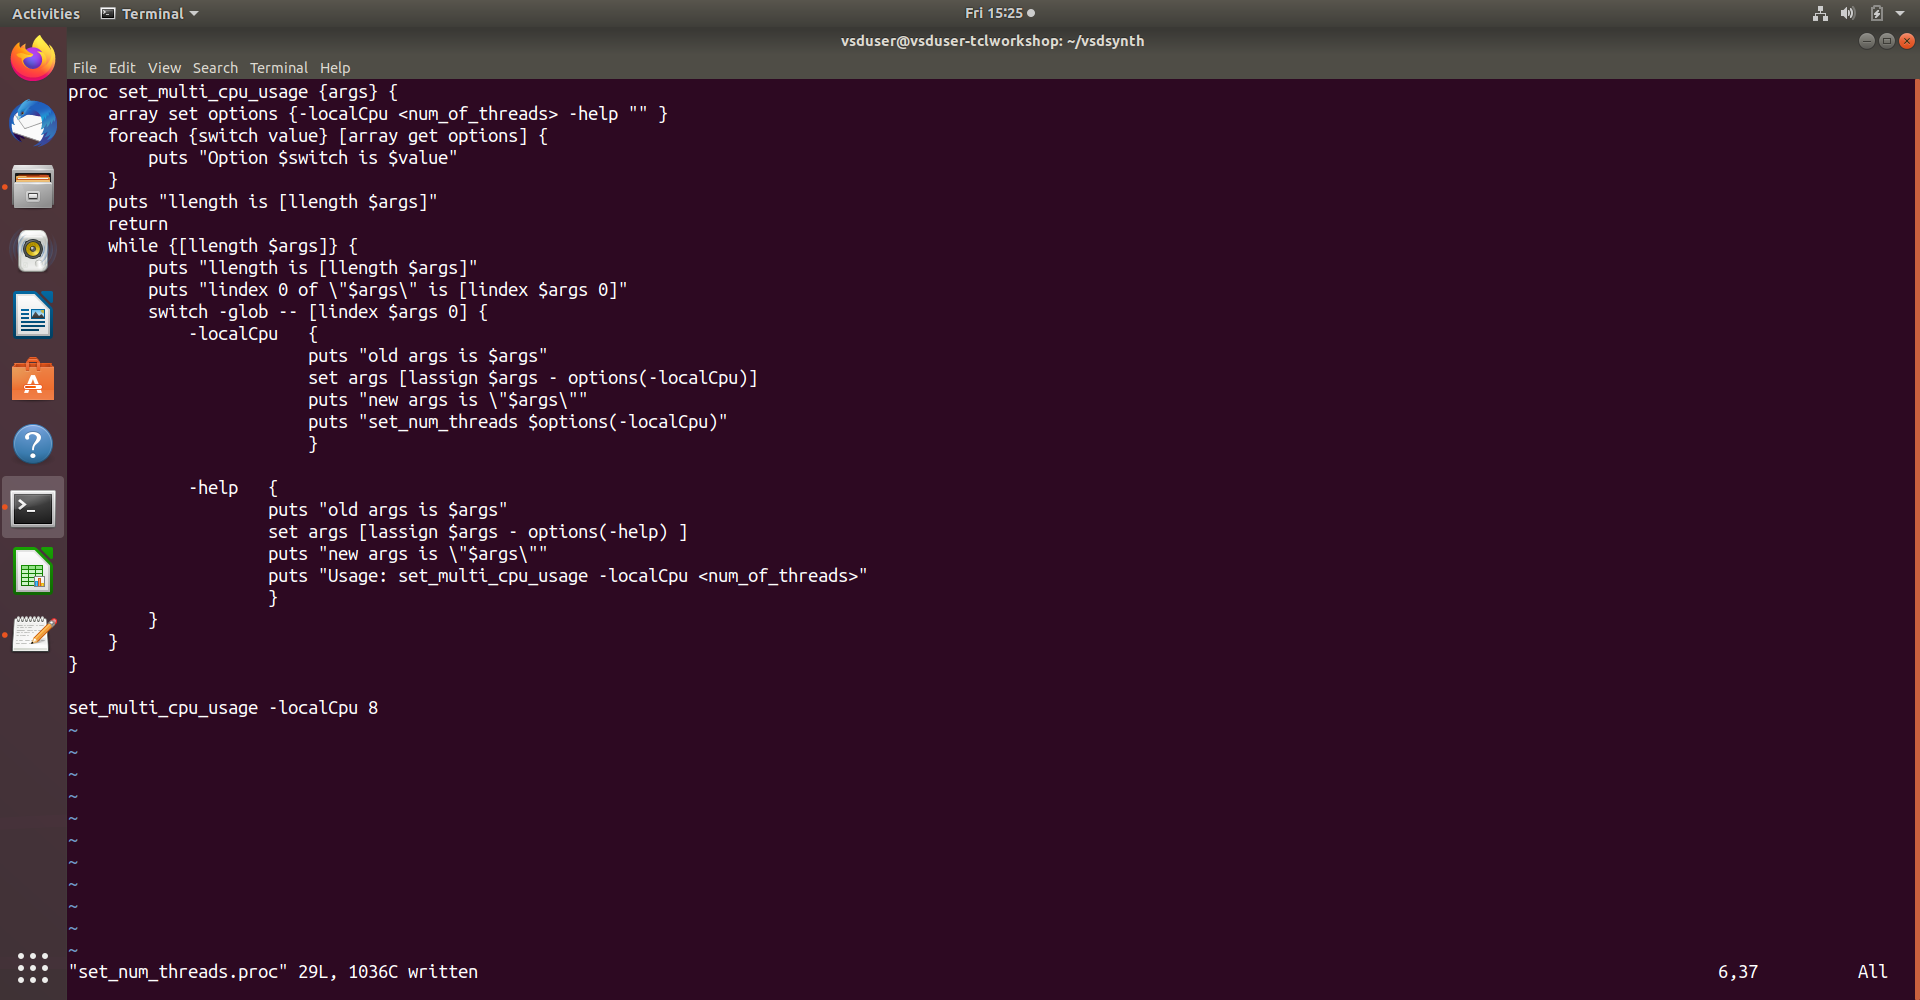 Activities Terminal Fri 15:25
vsduser@vsduser-tclworkshop: ~/vsdsynth
File Edit View Search Terminal Help
proc set_multi_cpu_usage {args} {
    array set options {-localCpu <num_of_threads> -help "" }
    foreach {switch value} [array get options] {
        puts "Option $switch is $value"
    }
    puts "llength is [llength $args]"
    return
    while {[llength $args]} {
        puts "llength is [llength $args]"
        puts "lindex 0 of \"$args\" is [lindex $args 0]"
        switch -glob -- [lindex $args 0] {
            -localCpu   {
                        puts "old args is $args"
                        set args [lassign $args - options(-localCpu)]
                        puts "new args is \"$args\""
                        puts "set_num_threads $options(-localCpu)"
                        }
            -help   {
                    puts "old args is $args"
                    set args [lassign $args - options(-help) ]
                    puts "new args is \"$args\""
                    puts "Usage: set_multi_cpu_usage -localCpu <num_of_threads>"
                    }
        }
    }
}
set_multi_cpu_usage -localCpu 8
~
~
~
~
~
~
~
~
~
~
~
"set_num_threads.proc" 29L, 1036C written 6,37 All